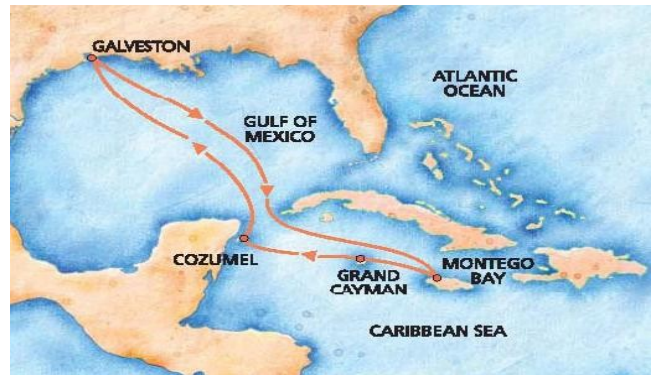 GALVESTON
ATLANTIC
OCEAN
GULF OF
MEXICO
COZUMEL
GRAND
CAYMAN
MONTEGO
BAY
CARIBBEAN SEA